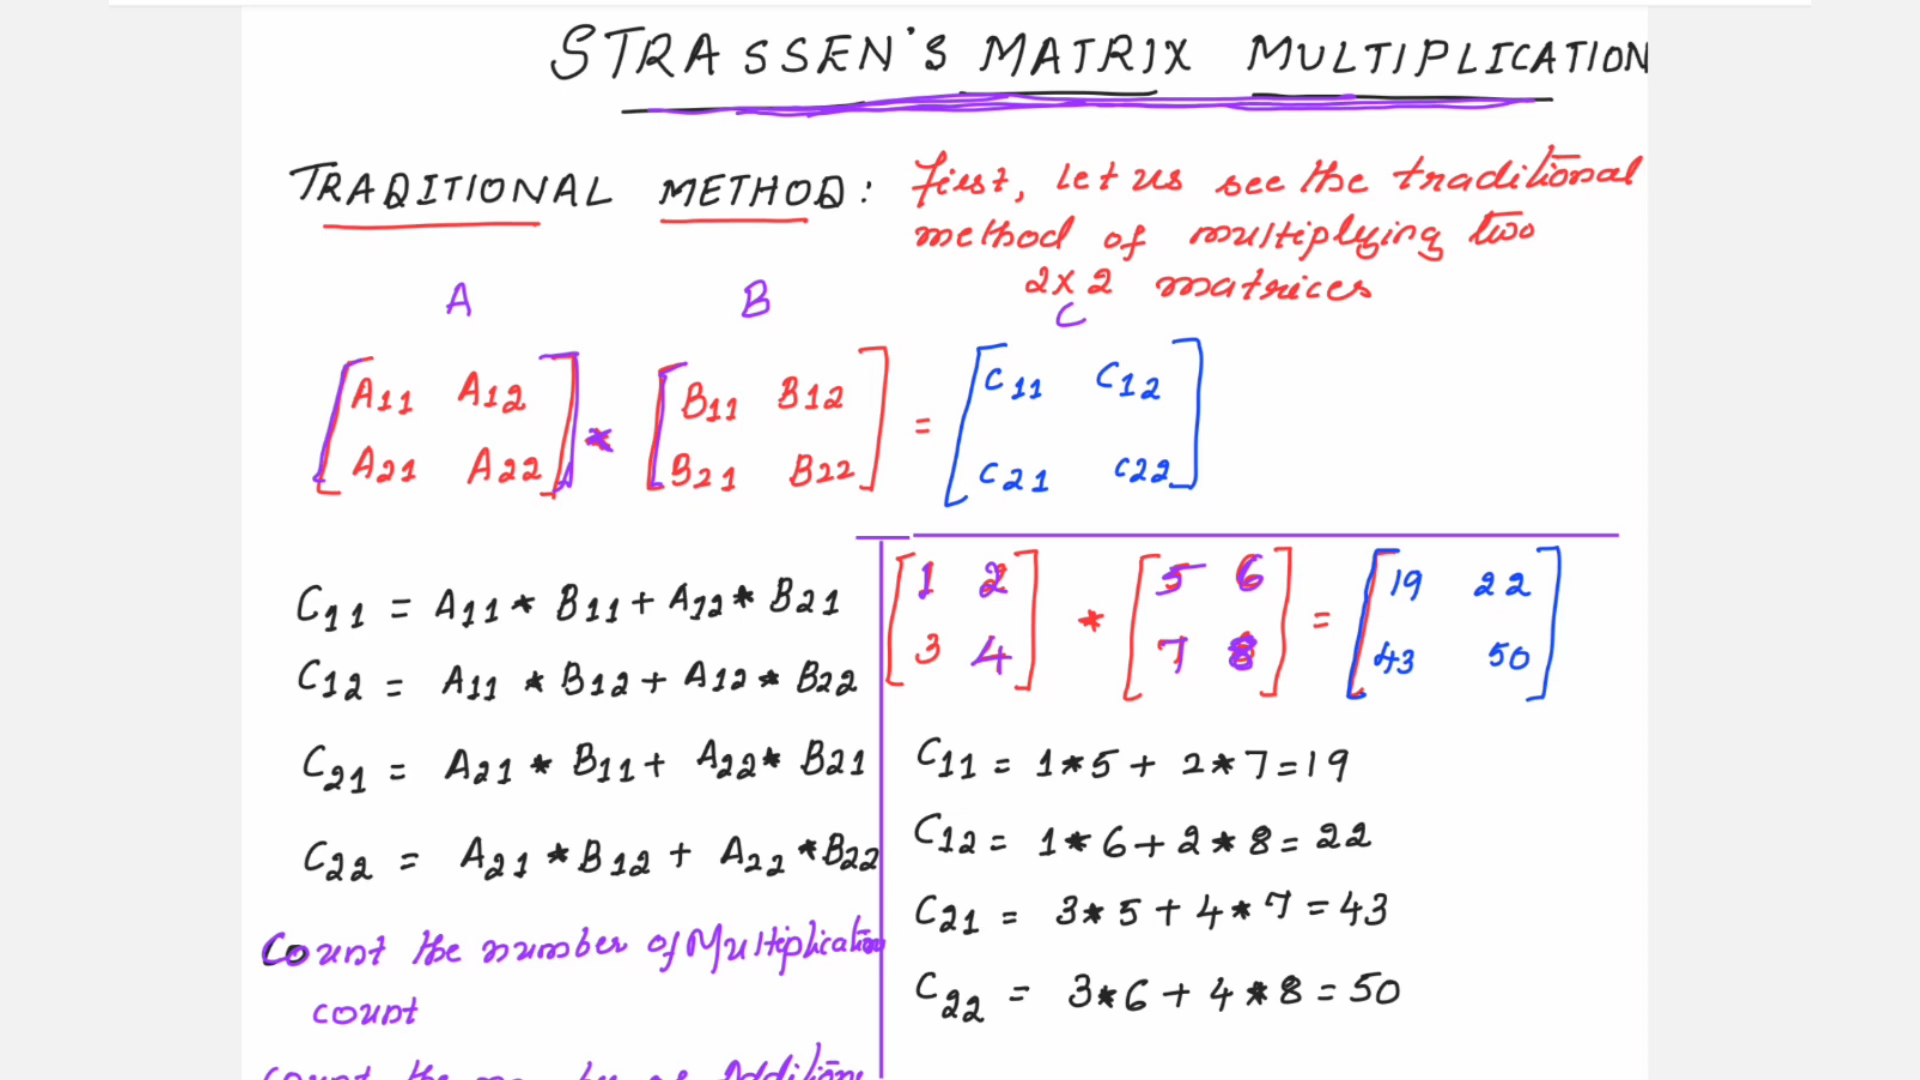 STRASSEN'S MATRIX MULTIPLICATION
TRADITIONAL METHOD: First, Let us see the traditional
method of multiplying two
2x2 matrices
A B C
[A11 A12] * [B11 B12] = [C11 C12]
[A21 A22] [B21 B22] [C21 C22]
C11 = A11 * B11 + A12 * B21
C12 = A11 * B12 + A12 * B22
C21 = A21 * B11 + A22 * B21
C22 = A21 * B12 + A22 * B22
Count the number of Multiplication
count
count the
Additions
[1 2] * [5 6] = [19 22]
[3 4] [7 8] [43 50]
C11 = 1*5 + 2*7 = 19
C12 = 1*6 + 2*8 = 22
C21 = 3*5 + 4*7 = 43
C22 = 3*6 + 4*8 = 50